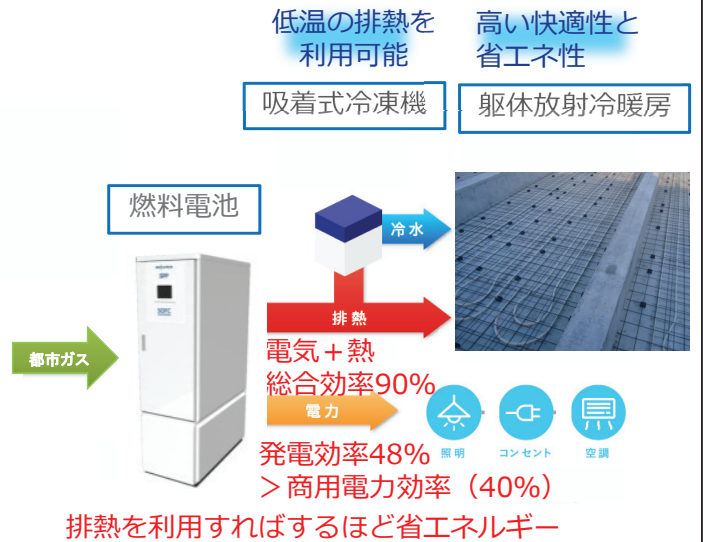 低温の排熱を
利用可能
高い快適性と
省エネ性
吸着式冷凍機
躯体放射冷暖房
燃料電池
冷水
排熱
都市ガス
電気＋熱
総合効率90%
電力
照明
コンセント
空調
発電効率48%
＞商用電力効率（40%）
排熱を利用すればするほど省エネルギー